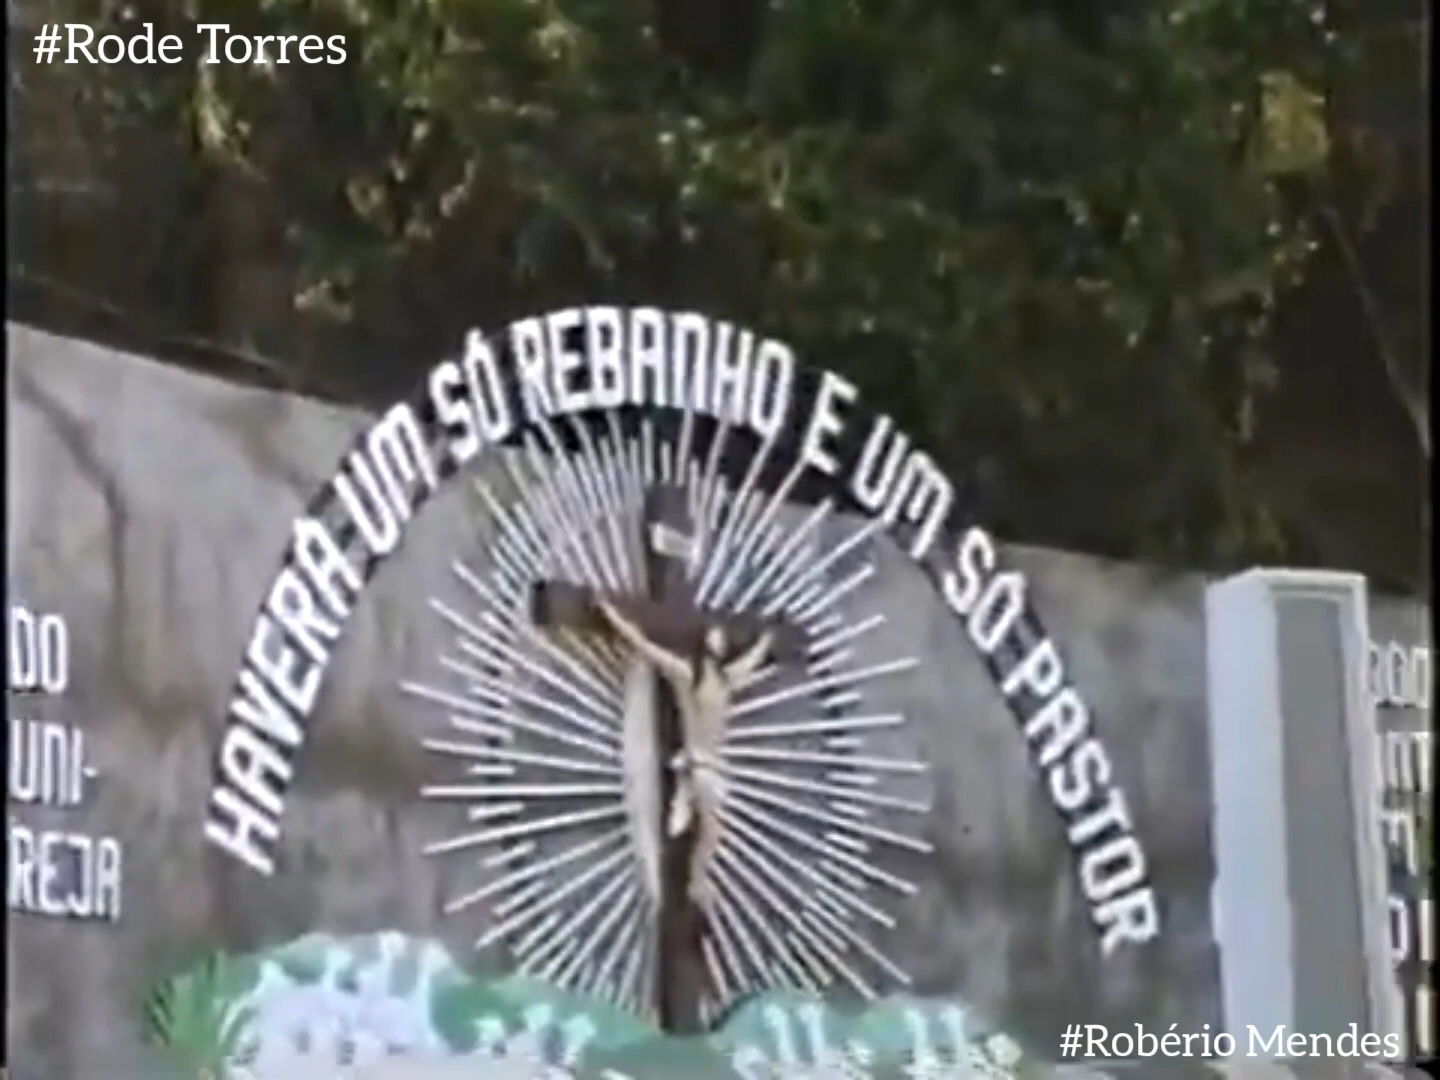 #Rode Torres
HAVERÁ UM SÓ REBANHO E UM SÓ PASTOR
DO
UNI-
REJA
#Robério Mendes